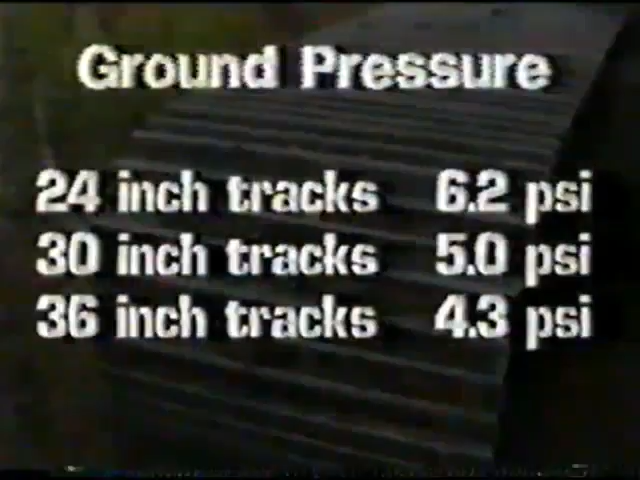 Ground Pressure
24 inch tracks 6.2 psi
30 inch tracks 5.0 psi
36 inch tracks 4.3 psi